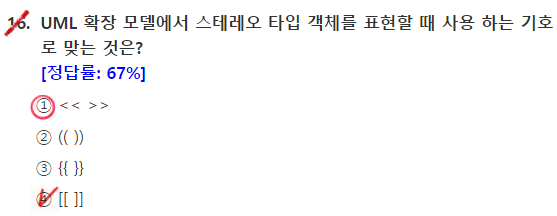 16. UML 확장 모델에서 스테레오 타입 객체를 표현할 때 사용 하는 기호
로 맞는 것은?
[정답률: 67%]
① << >>
② (( ))
③ {{ }}
④ [[ ]]